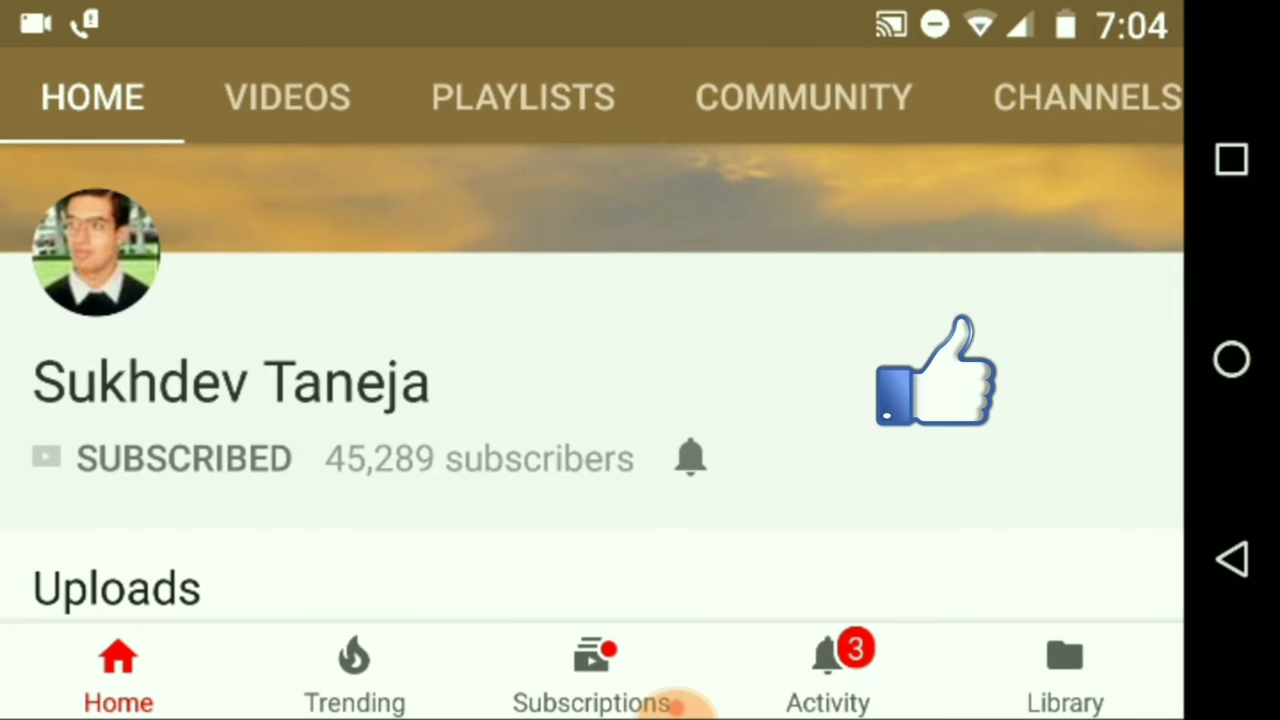 7:04
HOME VIDEOS PLAYLISTS COMMUNITY CHANNELS
Sukhdev Taneja
SUBSCRIBED 45,289 subscribers
Uploads
3
Home Trending Subscriptions Activity Library